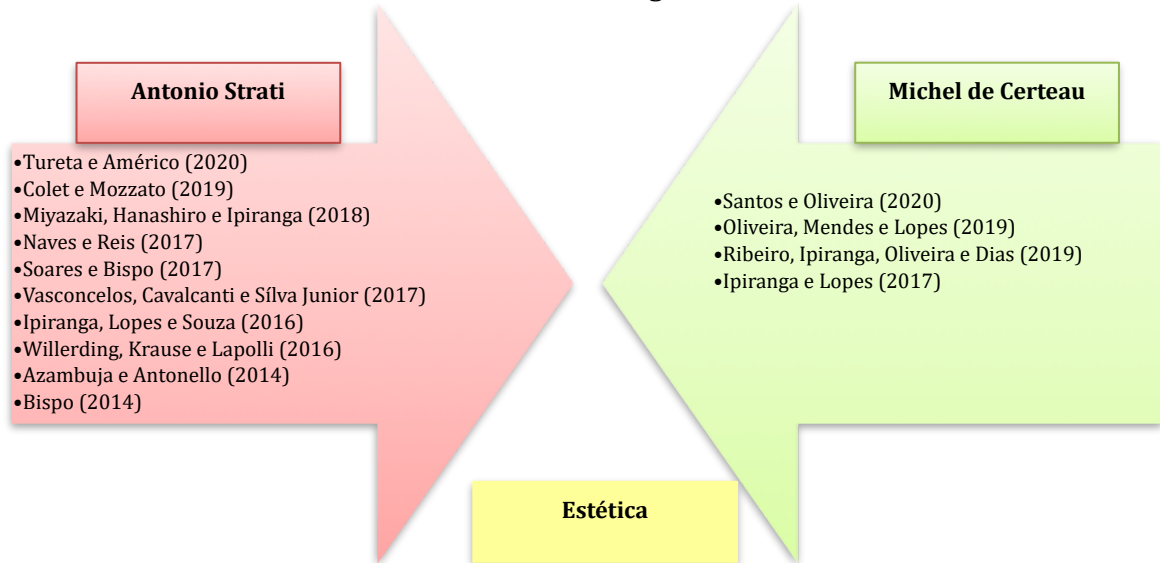 Antonio Strati
•Tureta e Américo (2020)
•Colet e Mozzato (2019)
•Miyazaki, Hanashiro e Ipiranga (2018)
•Naves e Reis (2017)
•Soares e Bispo (2017)
•Vasconcelos, Cavalcanti e Sílva Junior (2017)
•Ipiranga, Lopes e Souza (2016)
•Willerding, Krause e Lapolli (2016)
•Azambuja e Antonello (2014)
•Bispo (2014)
Michel de Certeau
•Santos e Oliveira (2020)
•Oliveira, Mendes e Lopes (2019)
•Ribeiro, Ipiranga, Oliveira e Dias (2019)
•Ipiranga e Lopes (2017)
Estética